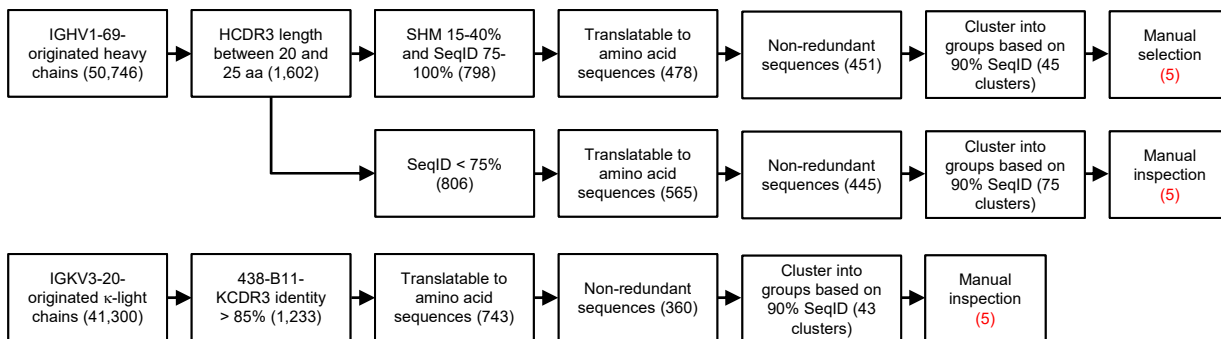 IGHV1-69-
originated heavy
chains (50,746)
HCDR3 length
between 20 and
25 aa (1,602)
SHM 15-40%
and SeqID 75-
100% (798)
Translatable to
amino acid
sequences (478)
Non-redundant
sequences (451)
Cluster into
groups based on
90% SeqID (45
clusters)
Manual
selection
(5)
SeqID < 75%
(806)
Translatable to
amino acid
sequences (565)
Non-redundant
sequences (445)
Cluster into
groups based on
90% SeqID (75
clusters)
Manual
inspection
(5)
IGKV3-20-
originated κ-light
chains (41,300)
438-B11-
KCDR3 identity
> 85% (1,233)
Translatable to
amino acid
sequences (743)
Non-redundant
sequences (360)
Cluster into
groups based on
90% SeqID (43
clusters)
Manual
inspection
(5)